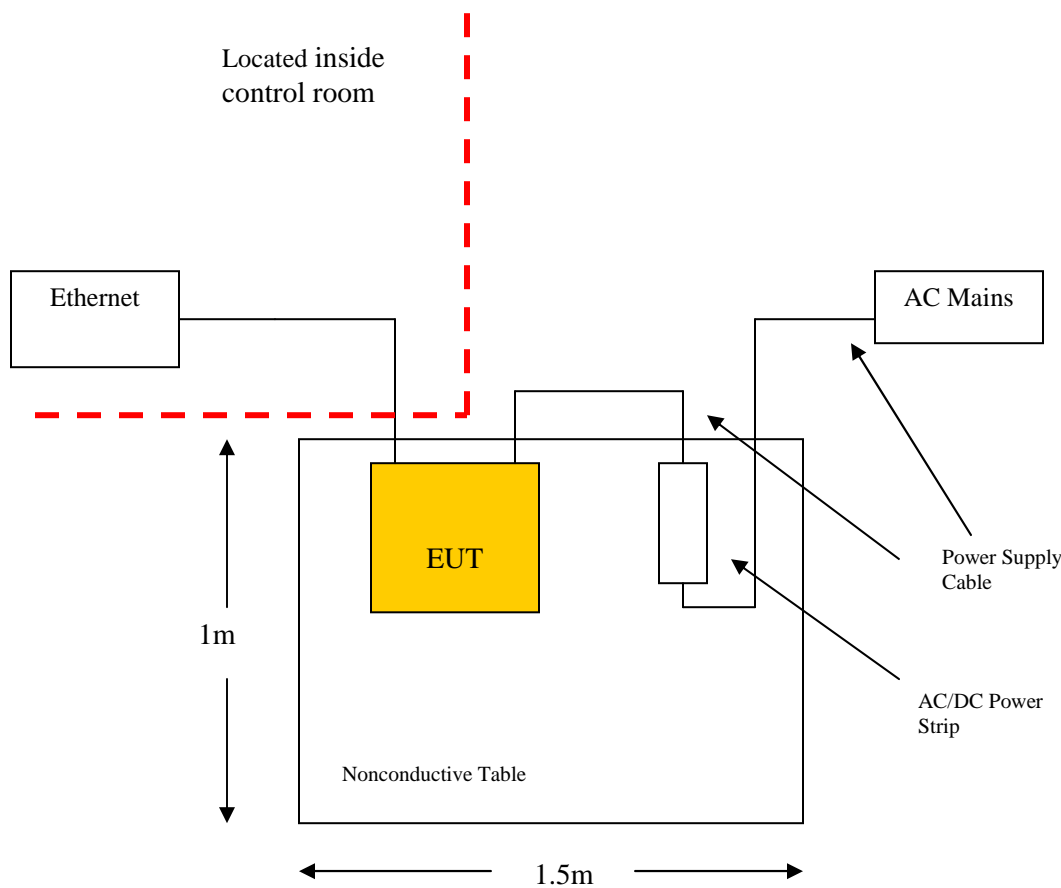 Located inside
control room
Ethernet
AC Mains
EUT
Power Supply
Cable
1m
AC/DC Power
Strip
Nonconductive Table
1.5m